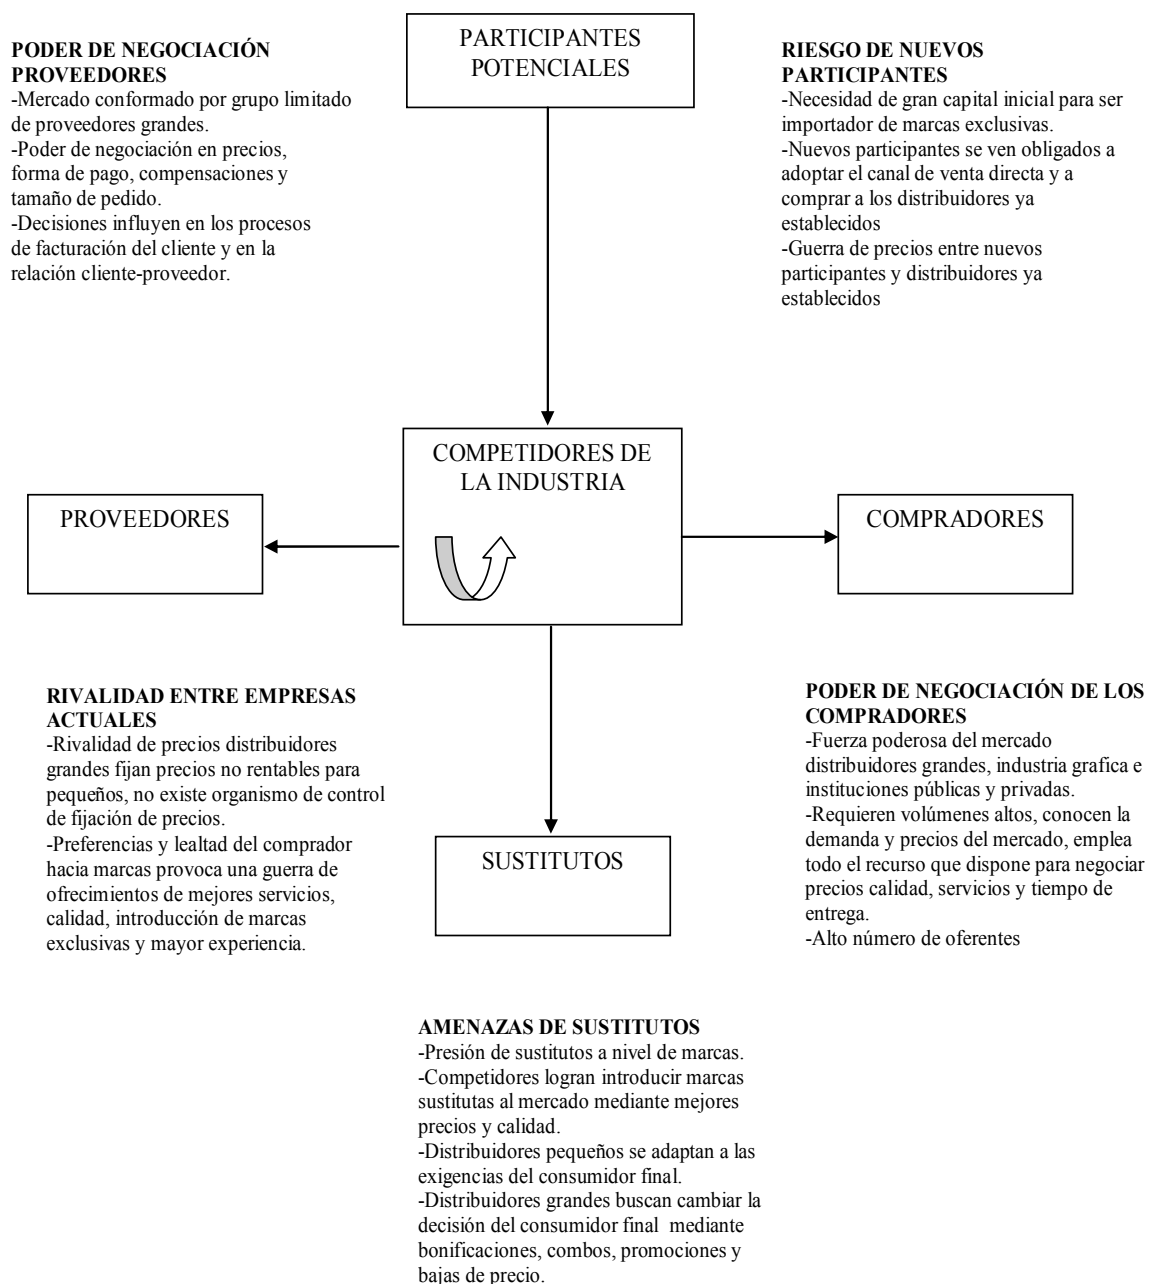 PARTICIPANTES
POTENCIALES
PODER DE NEGOCIACIÓN
PROVEEDORES
-Mercado conformado por grupo limitado
de proveedores grandes.
-Poder de negociación en precios,
forma de pago, compensaciones y
tamaño de pedido.
-Decisiones influyen en los procesos
de facturación del cliente y en la
relación cliente-proveedor.
RIESGO DE NUEVOS
PARTICIPANTES
-Necesidad de gran capital inicial para ser
importador de marcas exclusivas.
-Nuevos participantes se ven obligados a
adoptar el canal de venta directa y a
comprar a los distribuidores ya
establecidos
-Guerra de precios entre nuevos
participantes y distribuidores ya
establecidos
COMPETIDORES DE
LA INDUSTRIA
PROVEEDORES
COMPRADORES
RIVALIDAD ENTRE EMPRESAS
ACTUALES
-Rivalidad de precios distribuidores
grandes fijan precios no rentables para
pequeños, no existe organismo de control
de fijación de precios.
-Preferencias y lealtad del comprador
hacia marcas provoca una guerra de
ofrecimientos de mejores servicios,
calidad, introducción de marcas
exclusivas y mayor experiencia.
SUSTITUTOS
PODER DE NEGOCIACIÓN DE LOS
COMPRADORES
-Fuerza poderosa del mercado
distribuidores grandes, industria grafica e
instituciones públicas y privadas.
-Requieren volúmenes altos, conocen la
demanda y precios del mercado, emplea
todo el recurso que dispone para negociar
precios calidad, servicios y tiempo de
entrega.
-Alto número de oferentes
AMENAZAS DE SUSTITUTOS
-Presión de sustitutos a nivel de marcas.
-Competidores logran introducir marcas
sustitutas al mercado mediante mejores
precios y calidad.
-Distribuidores pequeños se adaptan a las
exigencias del consumidor final.
-Distribuidores grandes buscan cambiar la
decisión del consumidor final mediante
bonificaciones, combos, promociones y
bajas de precio.